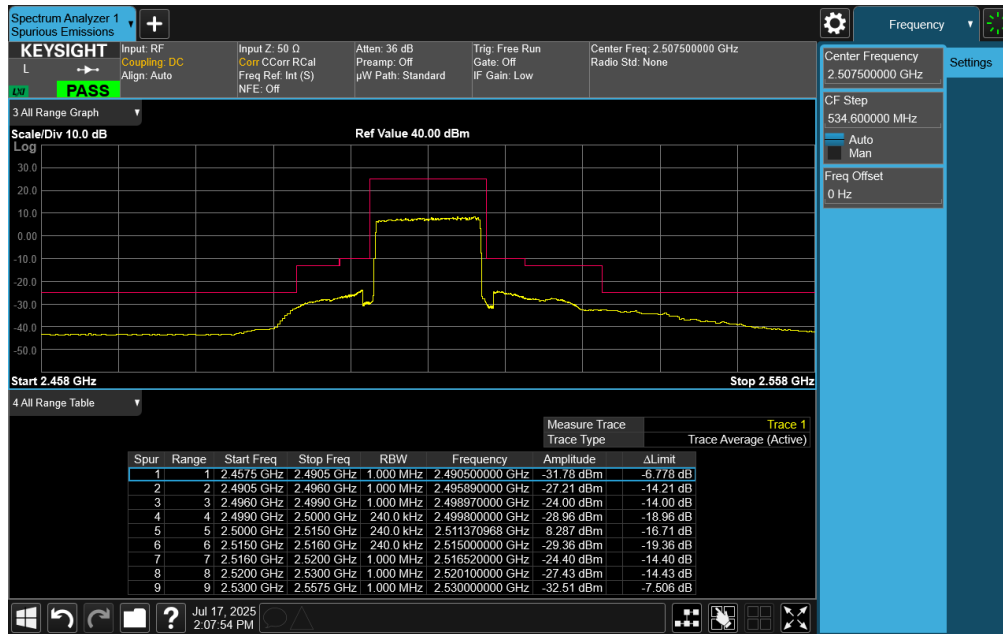 Spectrum Analyzer 1
Spurious Emissions
Frequency
KEYSIGHT
L
LXI
PASS
Input: RF
Coupling: DC
Align: Auto
Input Z: 50 Ω
Corr CCorr RCal
Freq Ref: Int (S)
NFE: Off
Atten: 36 dB
Preamp: Off
µW Path: Standard
Trig: Free Run
Gate: Off
IF Gain: Low
Center Freq: 2.507500000 GHz
Radio Std: None
Center Frequency
2.507500000 GHz
Settings
CF Step
534.600000 MHz
Auto
Man
Freq Offset
0 Hz
3 All Range Graph
Scale/Div 10.0 dB
Ref Value 40.00 dBm
Log
30.0
20.0
10.0
0.00
-10.0
-20.0
-30.0
-40.0
-50.0
Start 2.458 GHz
Stop 2.558 GHz
4 All Range Table
Measure Trace Trace 1
Trace Type Trace Average (Active)
Spur Range Start Freq Stop Freq RBW Frequency Amplitude ΔLimit
1 1 2.4575 GHz 2.4905 GHz 1.000 MHz 2.490500000 GHz -31.78 dBm -6.778 dB
2 2 2.4905 GHz 2.4960 GHz 1.000 MHz 2.495890000 GHz -27.21 dBm -14.21 dB
3 3 2.4960 GHz 2.4990 GHz 1.000 MHz 2.498970000 GHz -24.00 dBm -14.00 dB
4 4 2.4990 GHz 2.5000 GHz 240.0 kHz 2.499800000 GHz -28.96 dBm -18.96 dB
5 5 2.5000 GHz 2.5150 GHz 240.0 kHz 2.511370968 GHz 8.287 dBm -16.71 dB
6 6 2.5150 GHz 2.5160 GHz 240.0 kHz 2.515000000 GHz -29.36 dBm -19.36 dB
7 7 2.5160 GHz 2.5200 GHz 1.000 MHz 2.516520000 GHz -24.40 dBm -14.40 dB
8 8 2.5200 GHz 2.5300 GHz 1.000 MHz 2.520100000 GHz -27.43 dBm -14.43 dB
9 9 2.5300 GHz 2.5575 GHz 1.000 MHz 2.530000000 GHz -32.51 dBm -7.506 dB
?
Jul 17, 2025
2:07:54 PM